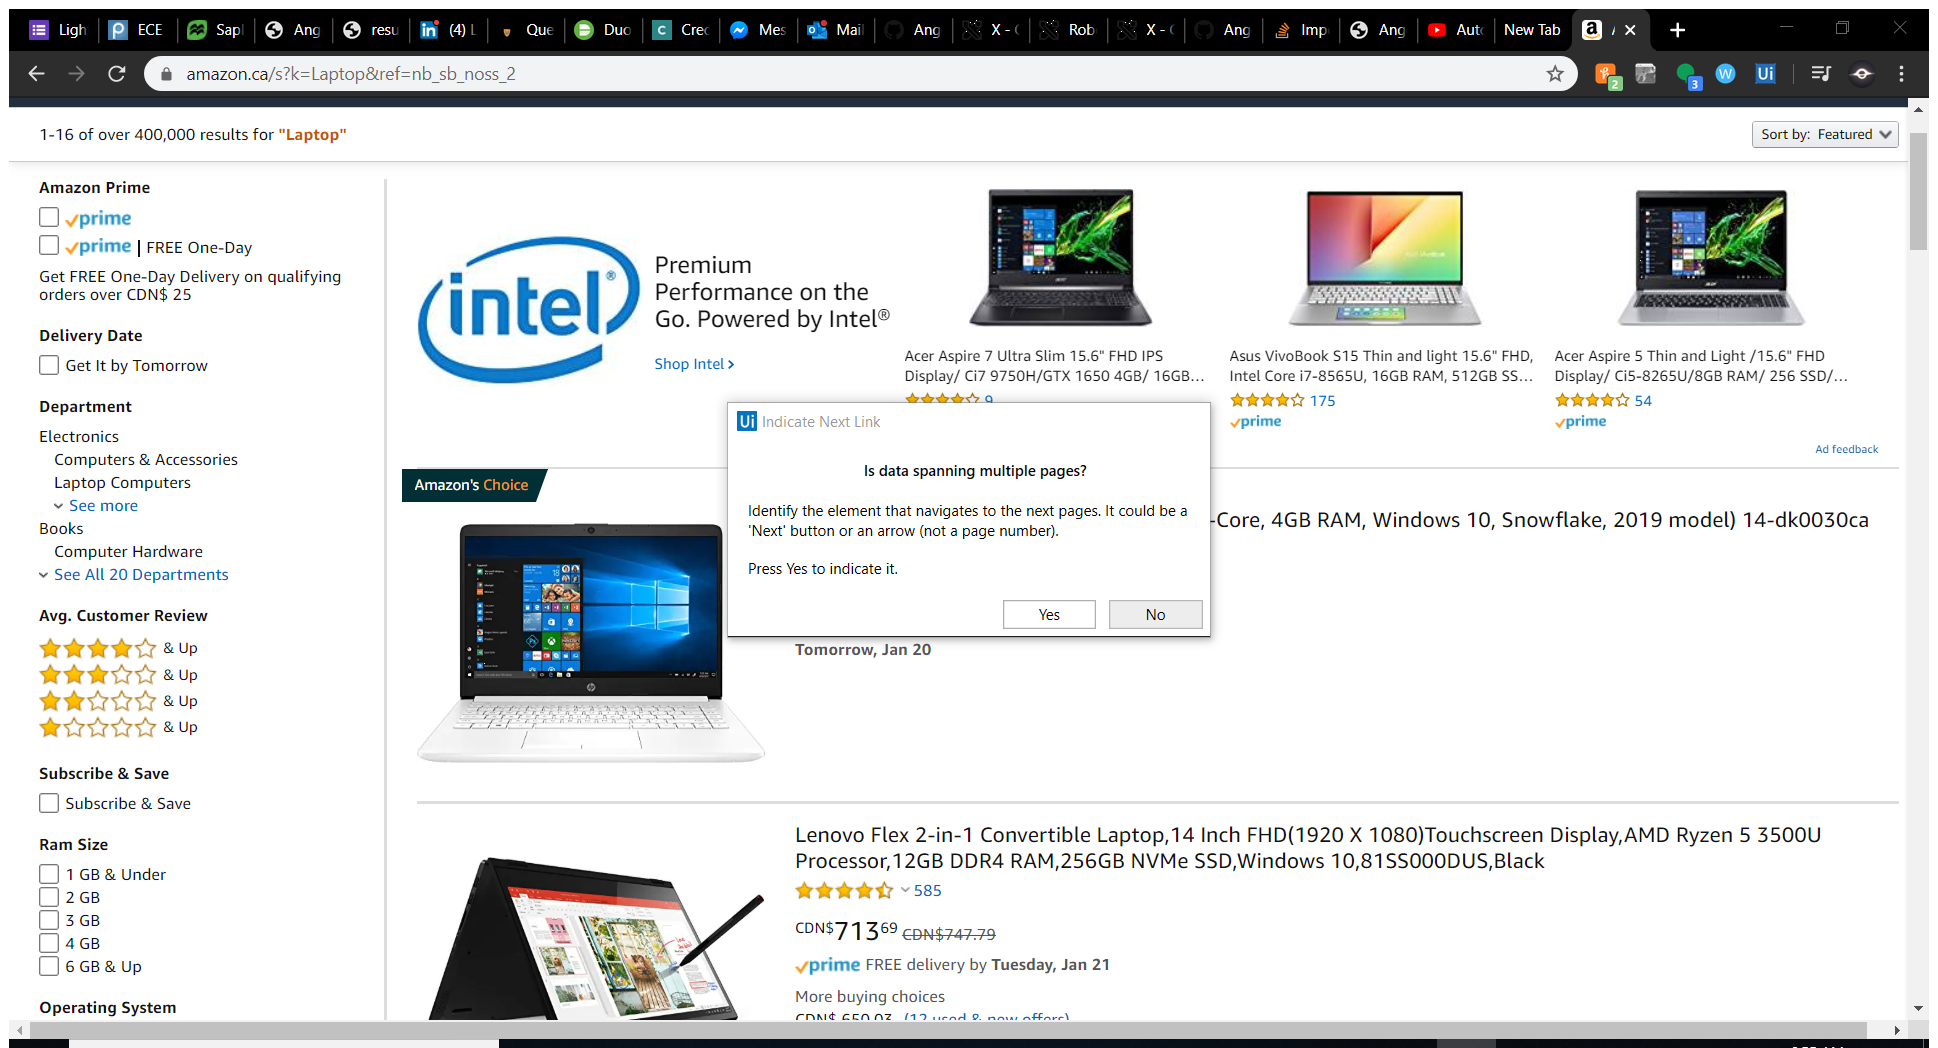 Ligh
ECE
Sapl
Ang
resu
(4) L
Que
Duo
Crec
Mes
Mail
Ang
X - (
Rob
X - (
Ang
Imp
Ang
Auto
New Tab
amazon.ca/s?k=Laptop&ref=nb_sb_noss_2
2
3
W
Ui
1-16 of over 400,000 results for "Laptop"
Sort by: Featured
Amazon Prime
prime
prime | FREE One-Day
Get FREE One-Day Delivery on qualifying
orders over CDN$ 25
Delivery Date
Get It by Tomorrow
Department
Electronics
Computers & Accessories
Laptop Computers
See more
Books
Computer Hardware
See All 20 Departments
Avg. Customer Review
& Up
& Up
& Up
& Up
Subscribe & Save
Subscribe & Save
Ram Size
1 GB & Under
2 GB
3 GB
4 GB
6 GB & Up
Operating System
intel®
Premium
Performance on the
Go. Powered by Intel®
Shop Intel
Acer Aspire 7 Ultra Slim 15.6" FHD IPS
Display/ Ci7 9750H/GTX 1650 4GB/ 16GB…
9
Asus VivoBook S15 Thin and light 15.6" FHD,
Intel Core i7-8565U, 16GB RAM, 512GB SS…
175
prime
Acer Aspire 5 Thin and Light /15.6" FHD
Display/ Ci5-8265U/8GB RAM/ 256 SSD/…
54
prime
Ad feedback
Amazon's Choice
-Core, 4GB RAM, Windows 10, Snowflake, 2019 model) 14-dk0030ca
Ui Indicate Next Link
Is data spanning multiple pages?
Identify the element that navigates to the next pages. It could be a
'Next' button or an arrow (not a page number).
Press Yes to indicate it.
Yes
No
Tomorrow, Jan 20
Lenovo Flex 2-in-1 Convertible Laptop,14 Inch FHD(1920 X 1080)Touchscreen Display,AMD Ryzen 5 3500U
Processor,12GB DDR4 RAM,256GB NVMe SSD,Windows 10,81SS000DUS,Black
585
CDN$ 713 69 CDN$747.79
prime FREE delivery by Tuesday, Jan 21
More buying choices
CDN$ 650.03 (12 used & new offers)